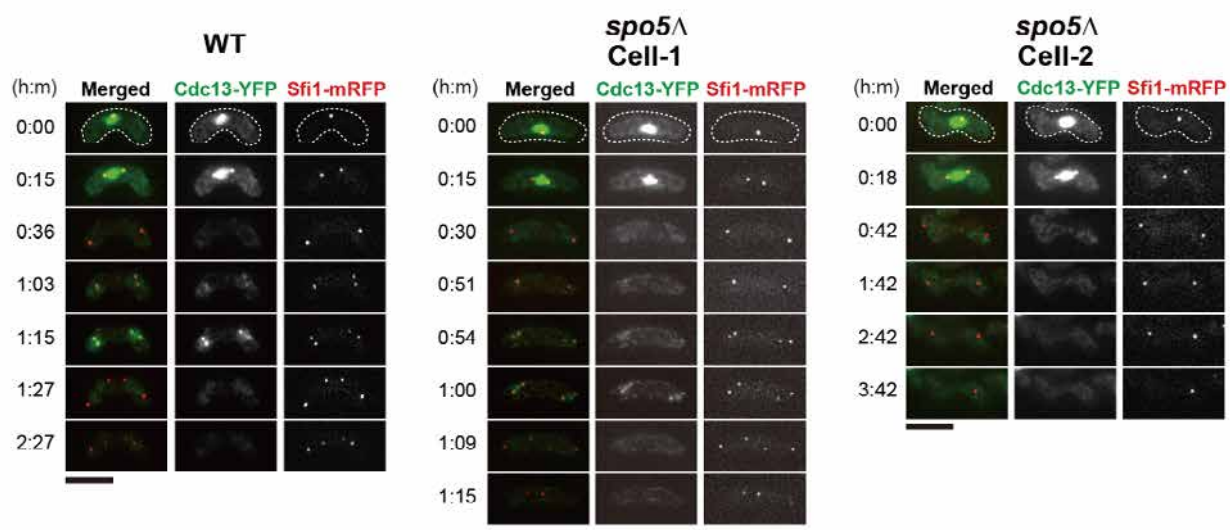 WT
(h:m) Merged Cdc13-YFP Sfi1-mRFP
0:00
0:15
0:36
1:03
1:15
1:27
2:27
spo5Δ
Cell-1
(h:m) Merged Cdc13-YFP Sfi1-mRFP
0:00
0:15
0:30
0:51
0:54
1:00
1:09
1:15
spo5Δ
Cell-2
(h:m) Merged Cdc13-YFP Sfi1-mRFP
0:00
0:18
0:42
1:42
2:42
3:42